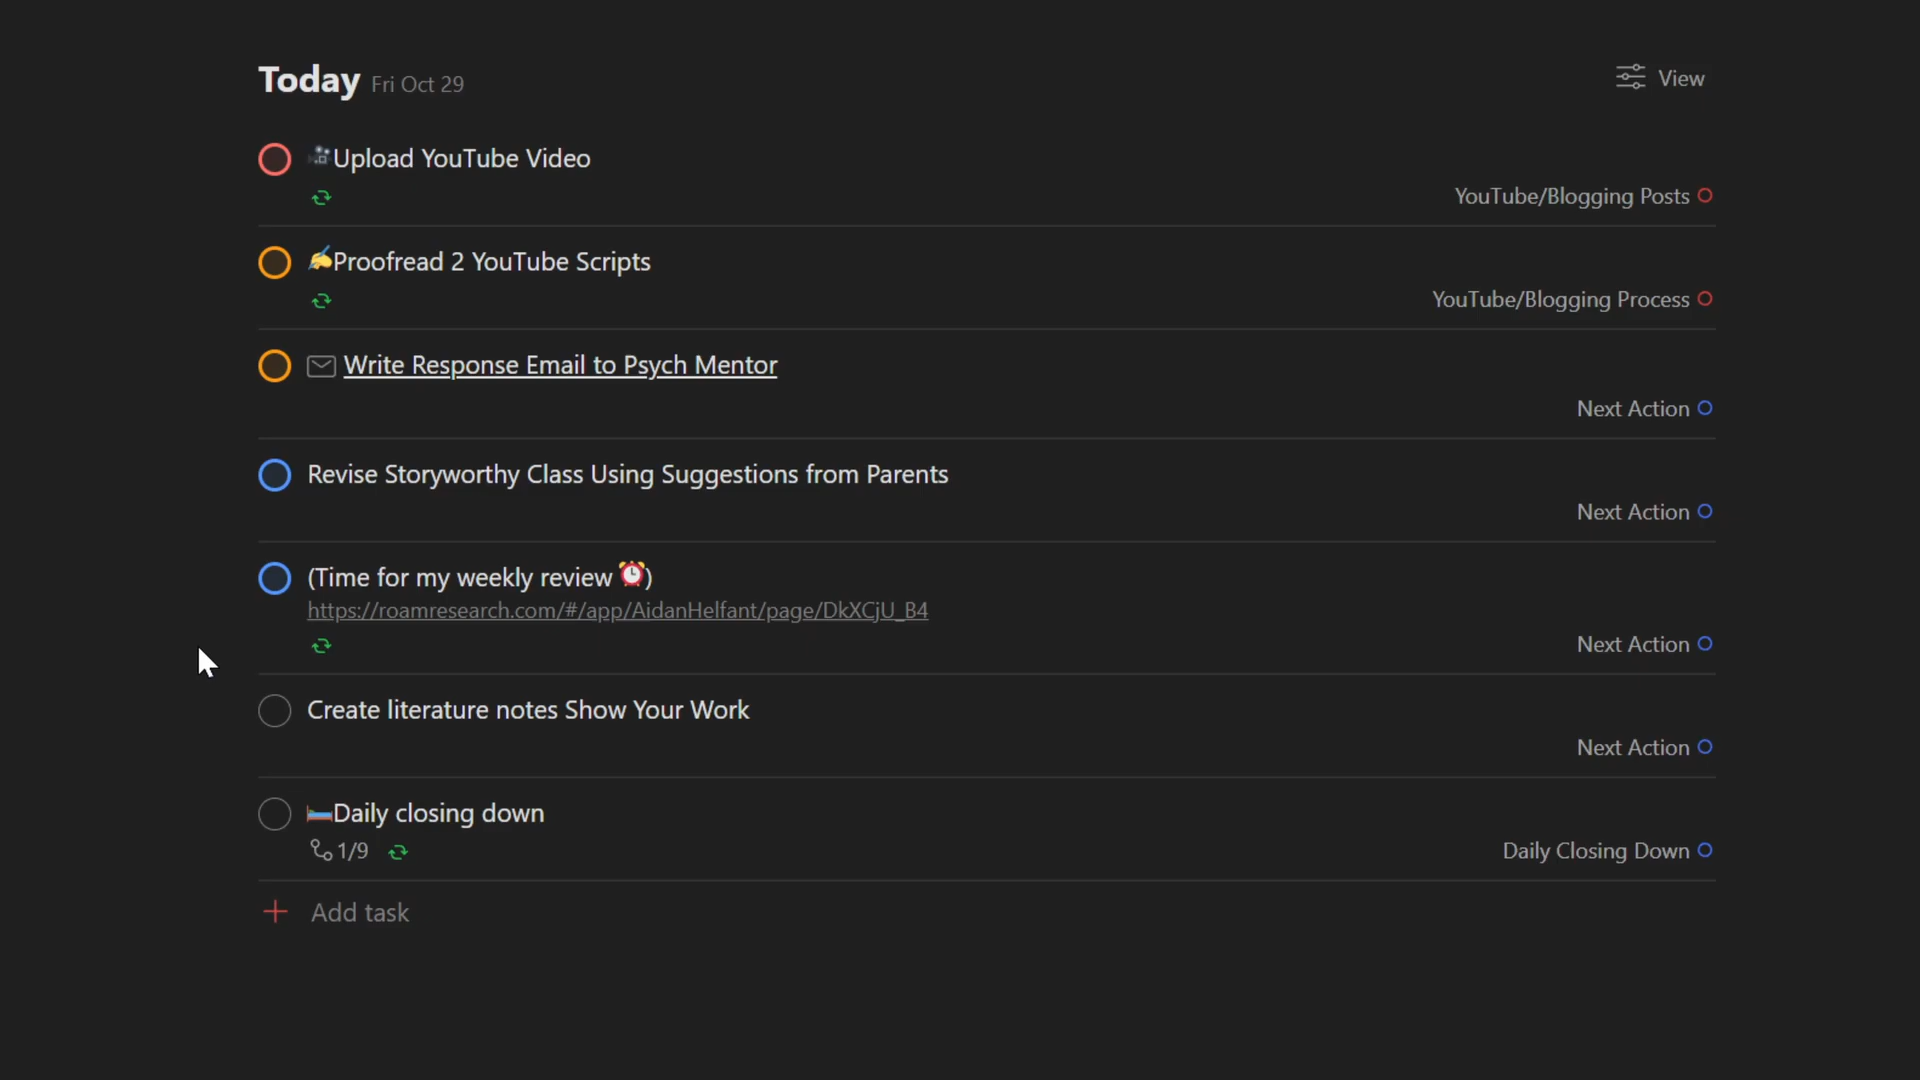 Today Fri Oct 29
View
🎥Upload YouTube Video
YouTube/Blogging Posts
✍Proofread 2 YouTube Scripts
YouTube/Blogging Process
Write Response Email to Psych Mentor
Next Action
Revise Storyworthy Class Using Suggestions from Parents
Next Action
(Time for my weekly review ⏰)
https://roamresearch.com/#/app/AidanHelfant/page/DkXCjU_B4
Next Action
Create literature notes Show Your Work
Next Action
🛏Daily closing down
1/9
Daily Closing Down
Add task